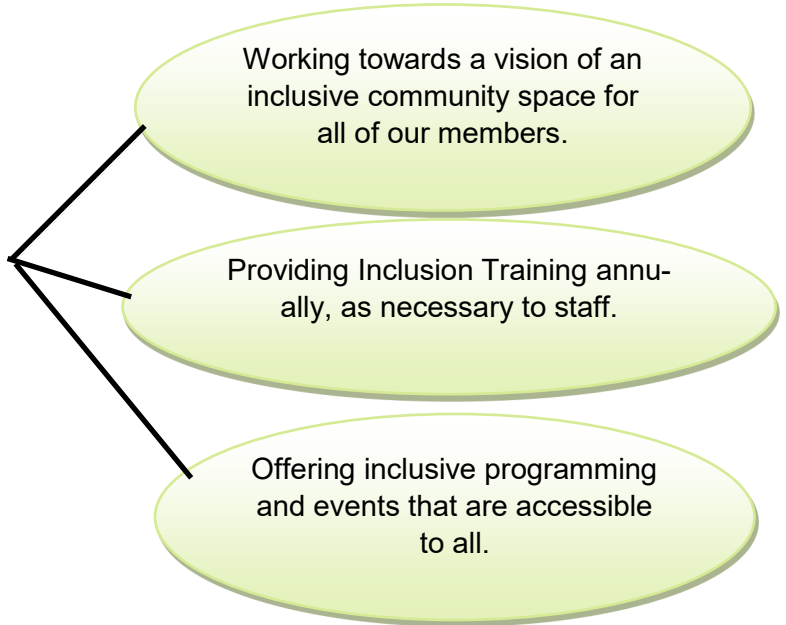 Working towards a vision of an
inclusive community space for
all of our members.
Providing Inclusion Training annu-
ally, as necessary to staff.
Offering inclusive programming
and events that are accessible
to all.